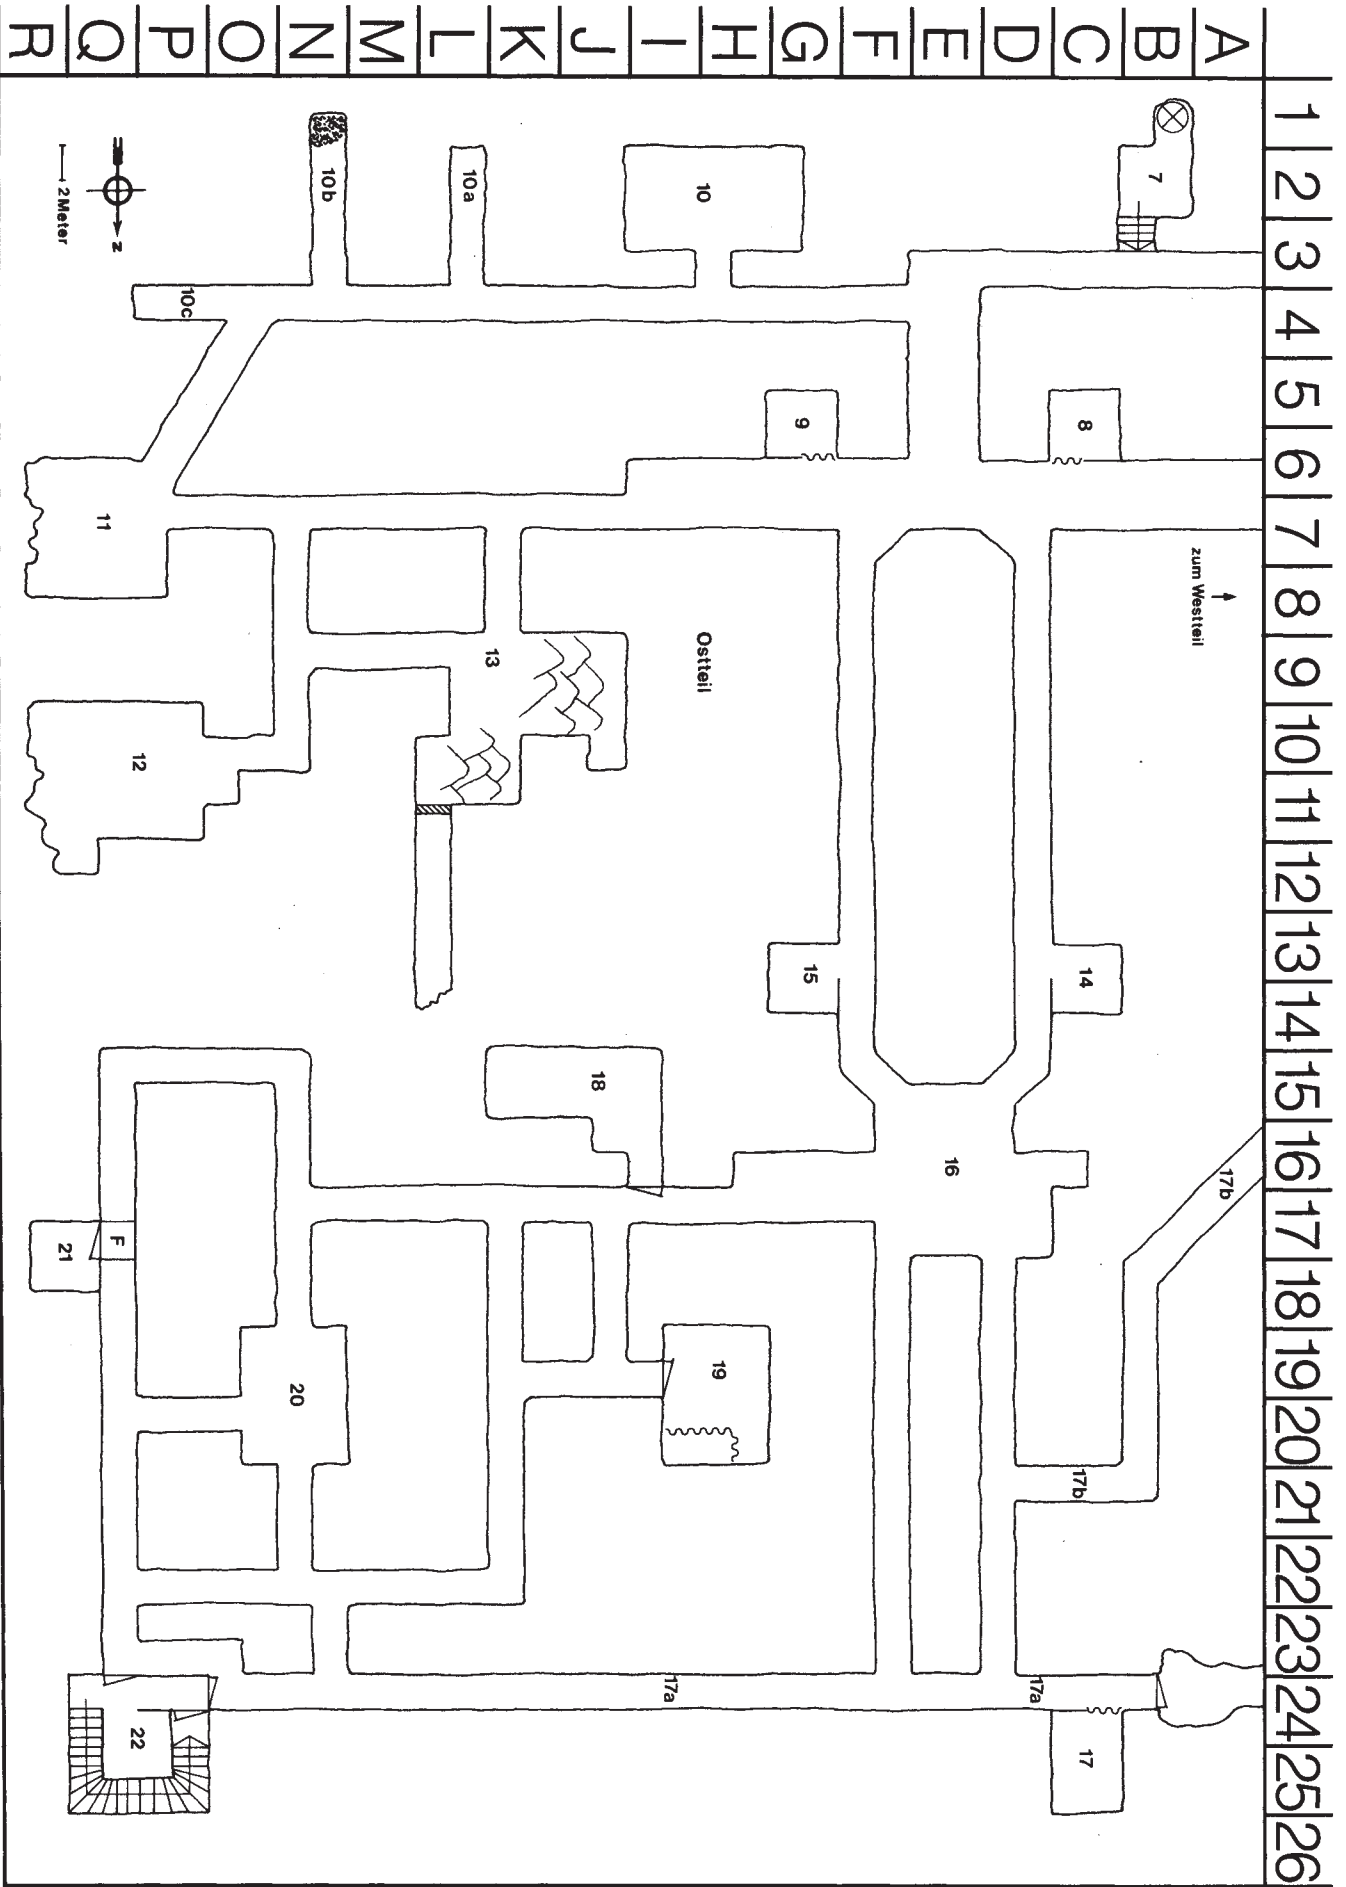 1 2 3 4 5 6 7 8 9 10 11 12 13 14 15 16 17 18 19 20 21 22 23 24 25 26
A
B
C
D
E
F
G
H
I
J
K
L
M
N
O
P
Q
R
17b
zum Westteil
7
8
14
17
17b
17a
16
15
9
19
10
Ostteil
17a
18
13
10a
10b
20
10c
12
22
N
F
11
21
2 Meter